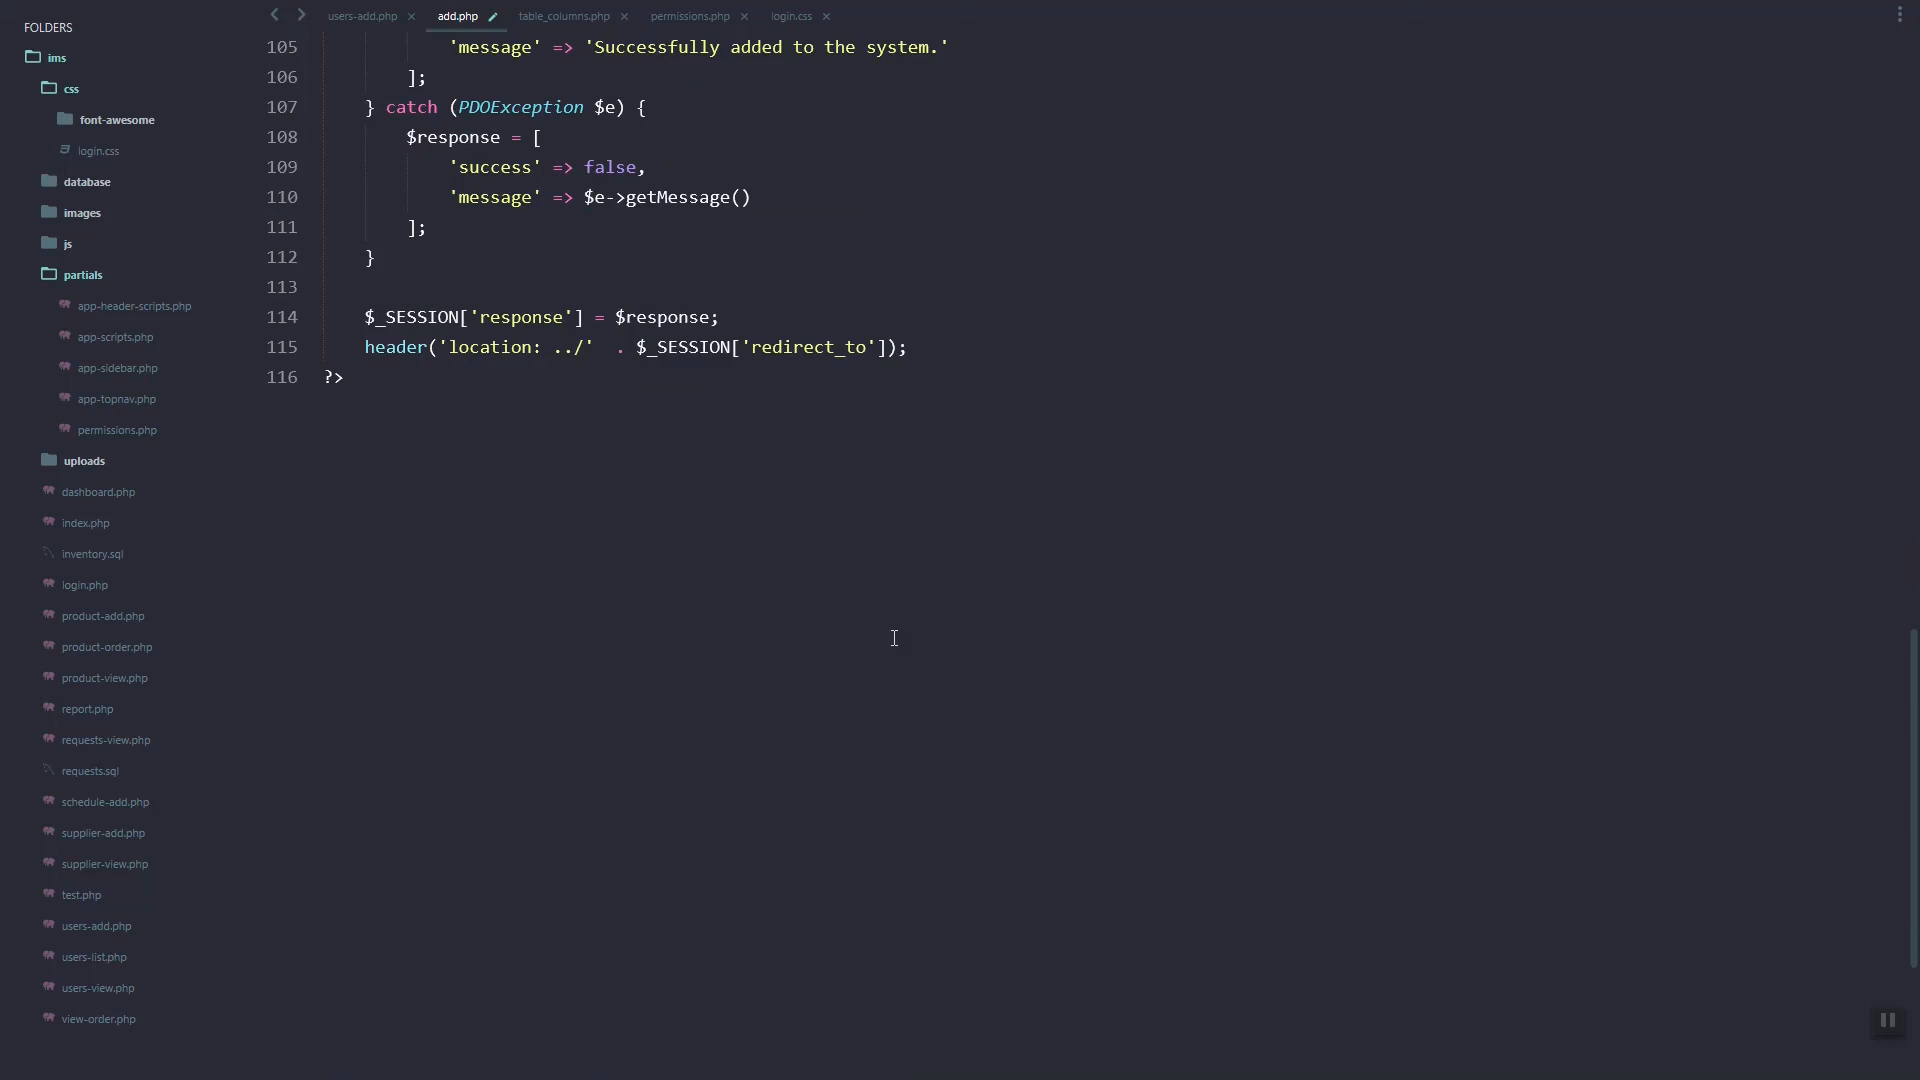 FOLDERS
ims
css
font-awesome
login.css
database
images
js
partials
app-header-scripts.php
app-scripts.php
app-sidebar.php
app-topnav.php
permissions.php
uploads
dashboard.php
index.php
inventory.sql
login.php
product-add.php
product-order.php
product-view.php
report.php
requests-view.php
requests.sql
schedule-add.php
supplier-add.php
supplier-view.php
test.php
users-add.php
users-list.php
users-view.php
view-order.php
users-add.php × add.php table_columns.php × permissions.php × login.css ×
105 'message' => 'Successfully added to the system.'
106 ];
107 } catch (PDOException $e) {
108 $response = [
109 'success' => false,
110 'message' => $e->getMessage()
111 ];
112 }
113
114 $_SESSION['response'] = $response;
115 header('location: ../' . $_SESSION['redirect_to']);
116 ?>